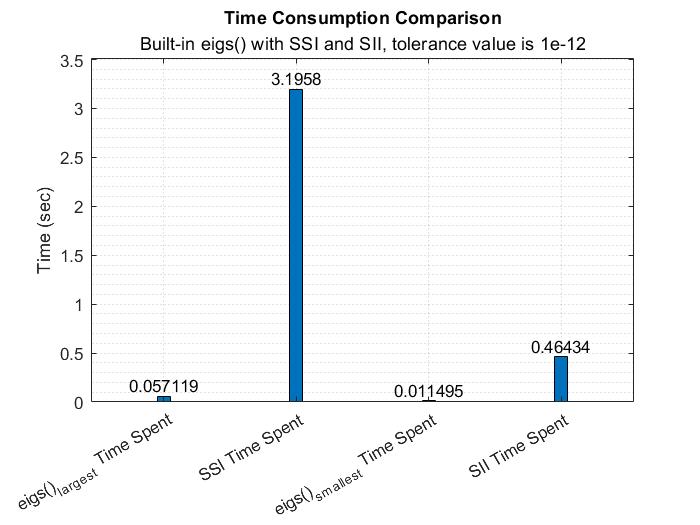 Time Consumption Comparison
Built-in eigs() with SSI and SII, tolerance value is 1e-12
Time (sec)
3.5
3
2.5
2
1.5
1
0.5
0
0.057119
3.1958
0.011495
0.46434
eigs()largest Time Spent
SSI Time Spent
eigs()smallest Time Spent
SII Time Spent